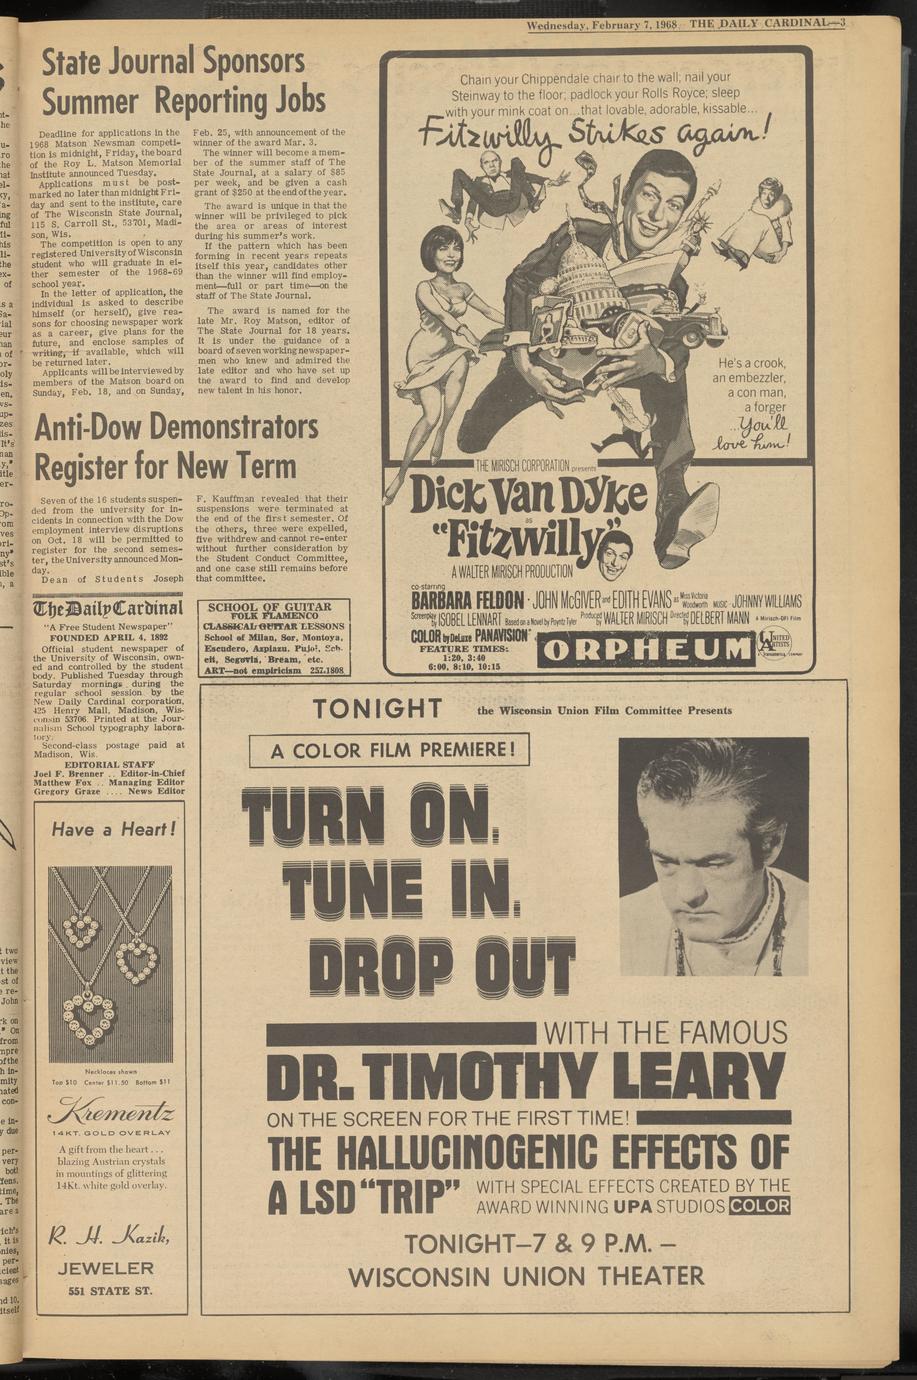 Wednesday, February 7, 1968 THE DAILY CARDINAL—3
State Journal Sponsors
Summer Reporting Jobs
Deadline for applications in the
1968 Matson Newsman competi-
tion is midnight, Friday, the board
of the Roy L. Matson Memorial
Institute announced Tuesday.
Applications must be post-
marked no later than midnight Fri-
day and sent to the institute, care
of The Wisconsin State Journal,
115 S. Carroll St., 53701, Madi-
son, Wis.
The competition is open to any
registered University of Wisconsin
student who will graduate in ei-
ther semester of the 1968-69
school year.
In the letter of application, the
individual is asked to describe
himself (or herself), give rea-
sons for choosing newspaper work
as a career, give plans for the
future, and enclose samples of
writing, if available, which will
be returned later.
Applicants will be interviewed by
members of the Matson board on
Sunday, Feb. 18, and on Sunday,
Feb. 25, with announcement of the
winner of the award Mar. 3.
The winner will become a mem-
ber of the summer staff of The
State Journal, at a salary of $85
per week, and be given a cash
grant of $250 at the end of the year.
The award is unique in that the
winner will be privileged to pick
the area or areas of interest
during his summer's work.
If the pattern which has been
forming in recent years repeats
itself this year, candidates other
than the winner will find employ-
ment—full or part time—on the
staff of The State Journal.
The award is named for the
late Mr. Roy Matson, editor of
The State Journal for 18 years.
It is under the guidance of a
board of seven working newspaper-
men who knew and admired the
late editor and who have set up
the award to find and develop
new talent in his honor.
Anti-Dow Demonstrators
Register for New Term
Seven of the 16 students suspen-
ded from the university for in-
cidents in connection with the Dow
employment interview disruptions
on Oct. 18 will be permitted to
register for the second semes-
ter, the University announced Mon-
day.
Dean of Students Joseph
F. Kauffman revealed that their
suspensions were terminated at
the end of the first semester. Of
the others, three were expelled,
five withdrew and cannot re-enter
without further consideration by
the Student Conduct Committee,
and one case still remains before
that committee.
The Daily Cardinal
"A Free Student Newspaper"
FOUNDED APRIL 4, 1892
Official student newspaper of
the University of Wisconsin, own-
ed and controlled by the student
body. Published Tuesday through
Saturday mornings during the
regular school session by the
New Daily Cardinal corporation,
425 Henry Mall, Madison, Wis-
consin 53706. Printed at the Jour-
nalism School typography labora-
tory.
Second-class postage paid at
Madison, Wis.
EDITORIAL STAFF
Joel F. Brenner .. Editor-in-Chief
Matthew Fox .. Managing Editor
Gregory Graze .... News Editor
SCHOOL OF GUITAR
FOLK FLAMENCO
CLASSICAL GUITAR LESSONS
School of Milan, Sor, Montoya,
Escudero, Azpiazu, Pujol, Sch-
eit, Segovia, Bream, etc.
ART—not empiricism 257-1808
Chain your Chippendale chair to the wall; nail your
Steinway to the floor; padlock your Rolls Royce; sleep
with your mink coat on...that lovable, adorable, kissable...
Fitzwilly Strikes again!
He's a crook,
an embezzler,
a con man,
a forger
...You'll
love him!
THE MIRISCH CORPORATION presents
Dick Van Dyke
as
"Fitzwilly"
A WALTER MIRISCH PRODUCTION
co-starring
BARBARA FELDON · JOHN McGIVER and EDITH EVANS as Miss Victoria Woodworth MUSIC · JOHNNY WILLIAMS
Screenplay by ISOBEL LENNART Based on a Novel by Poyntz Tyler Produced by WALTER MIRISCH Directed by DELBERT MANN A Mirisch-DFI Film
COLOR by DeLuxe PANAVISION®
FEATURE TIMES:
1:20, 3:40
6:00, 8:10, 10:15
ORPHEUM
UNITED ARTISTS
Have a Heart!
Necklaces shown
Top $10 Center $11.50 Bottom $11
Krementz
14KT. GOLD OVERLAY
A gift from the heart . . .
blazing Austrian crystals
in mountings of glittering
14Kt. white gold overlay.
R. H. Kazik,
JEWELER
551 STATE ST.
TONIGHT the Wisconsin Union Film Committee Presents
A COLOR FILM PREMIERE!
TURN ON,
TUNE IN,
DROP OUT
WITH THE FAMOUS
DR. TIMOTHY LEARY
ON THE SCREEN FOR THE FIRST TIME!
THE HALLUCINOGENIC EFFECTS OF
A LSD "TRIP" WITH SPECIAL EFFECTS CREATED BY THE
AWARD WINNING UPA STUDIOS COLOR
TONIGHT—7 & 9 P.M. —
WISCONSIN UNION THEATER